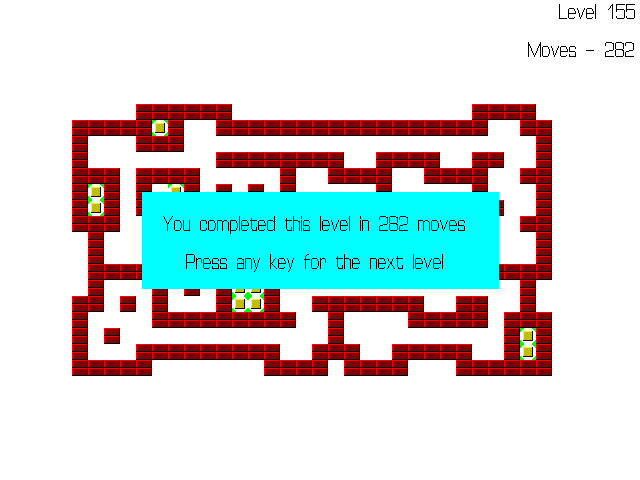 Level 155
Moves - 282
You completed this level in 282 moves
Press any key for the next level